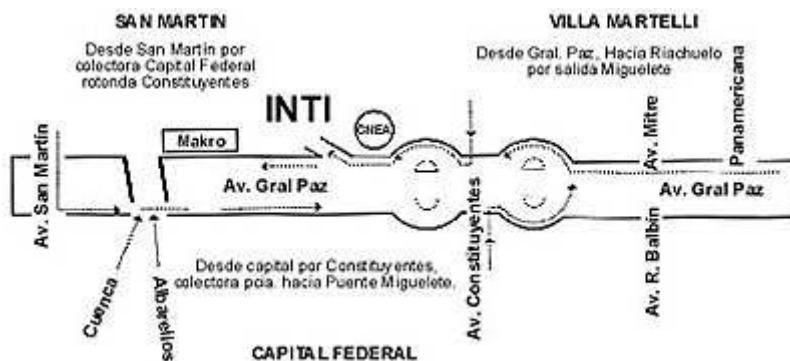 SAN MARTIN
VILLA MARTELLI
Desde San Martín por
colectora Capital Federal
rotonda Constituyentes
Desde Gral. Paz, Hacia Riachuelo
por salida Miguelete
INTI
CNEA
Makro
Av. San Martín
Av. Gral Paz
Av. Constituyentes
Av. Mitre
Panamericana
Av. Gral Paz
Av. R. Balbín
Desde capital por Constituyentes,
colectora pcia. hacia Puente Miguelete.
Cuenca
Albarellos
CAPITAL FEDERAL